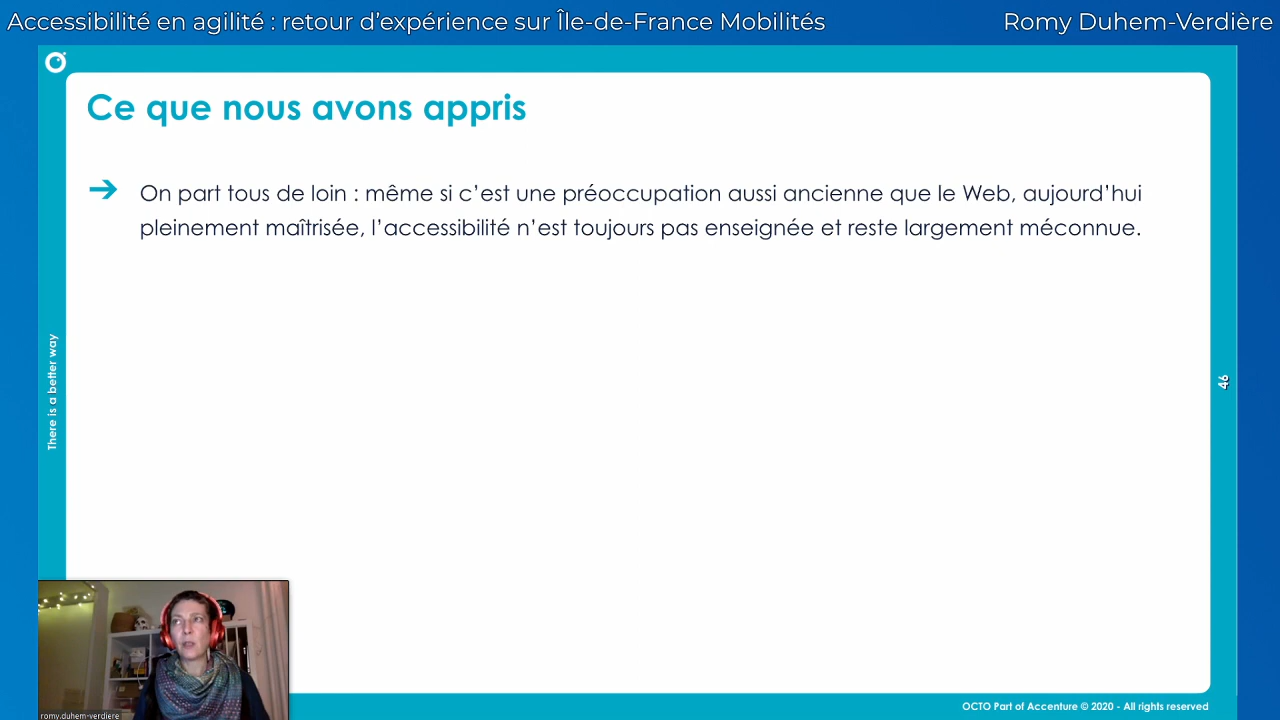 Accessibilité en agilité : retour d’expérience sur Île-de-France Mobilités
Romy Duhem-Verdière
Ce que nous avons appris
➔ On part tous de loin : même si c’est une préoccupation aussi ancienne que le Web, aujourd’hui
pleinement maîtrisée, l’accessibilité n’est toujours pas enseignée et reste largement méconnue.
There is a better way
46
romy.duhem-verdiere
OCTO Part of Accenture © 2020 - All rights reserved